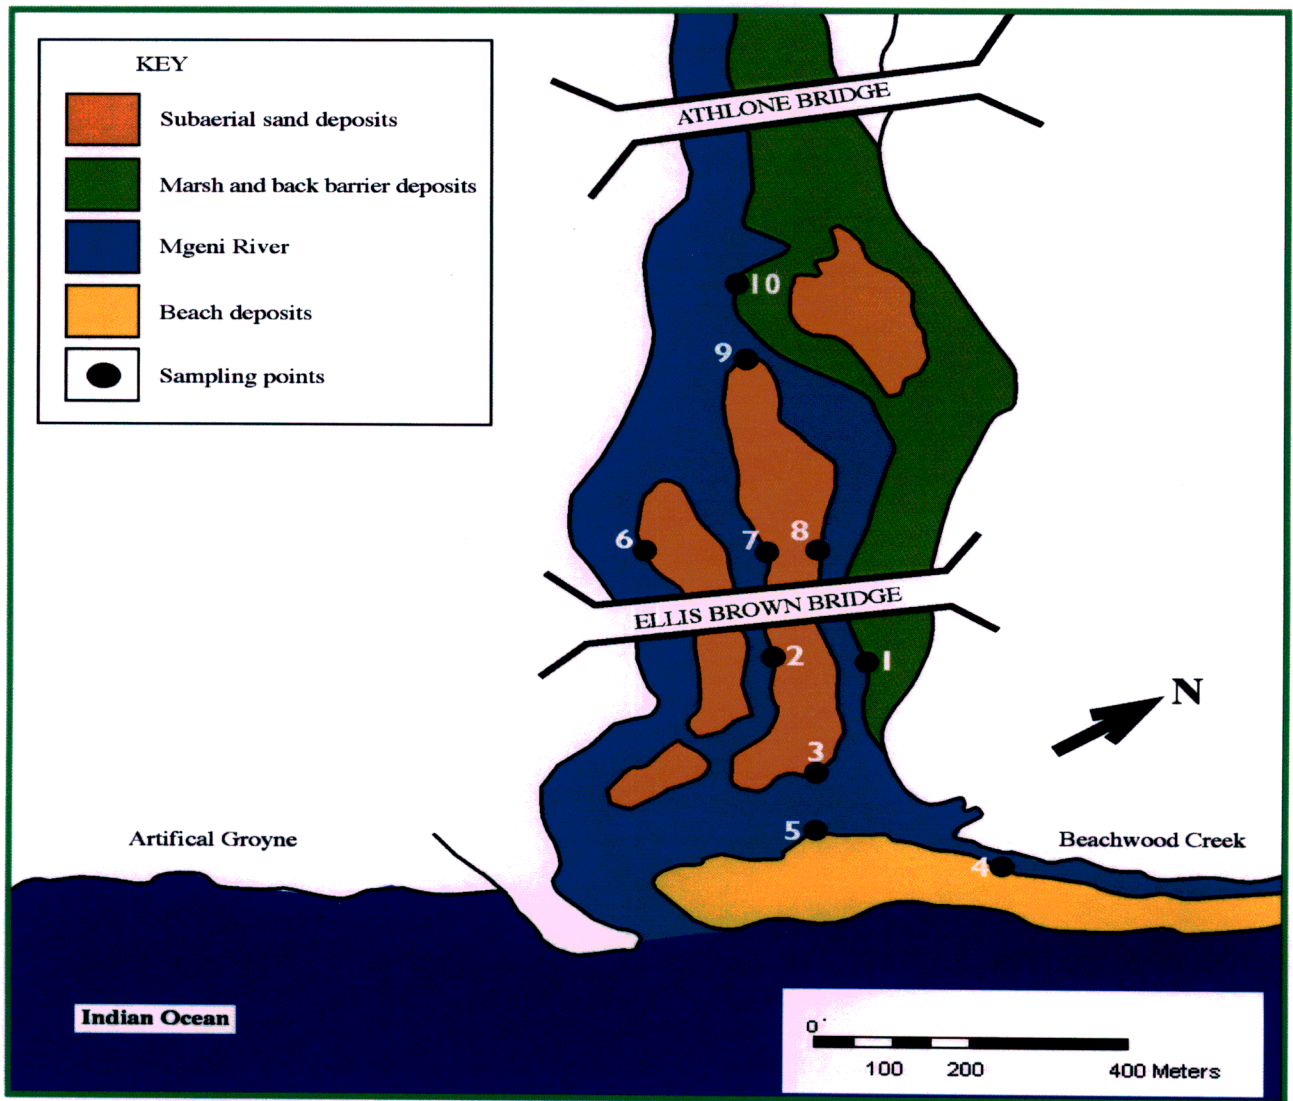 KEY
Subaerial sand deposits
Marsh and back barrier deposits
Mgeni River
Beach deposits
Sampling points
ATHLONE BRIDGE
10
9
6
7
8
ELLIS BROWN BRIDGE
2
1
N
3
5
4
Artifical Groyne
Beachwood Creek
Indian Ocean
0
100 200 400 Meters